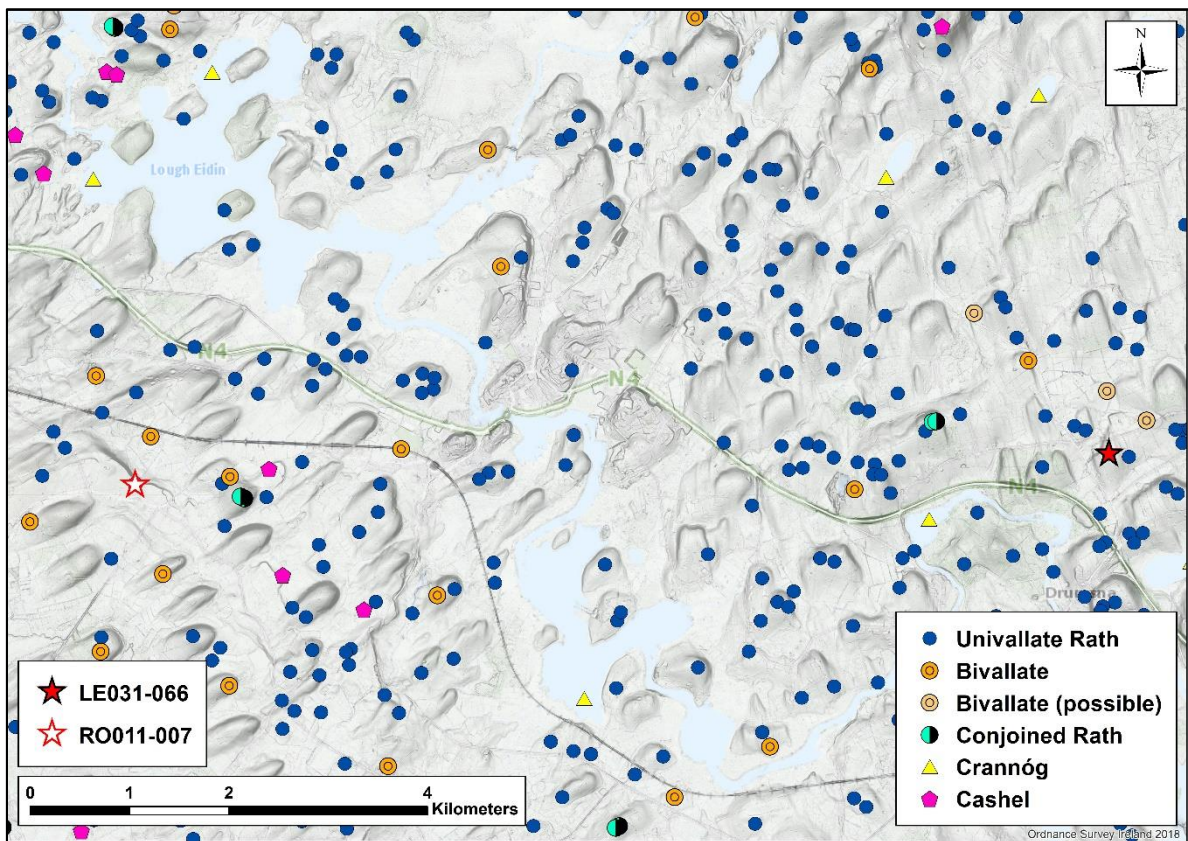 N
Lough Eidin
N4
N4
N4
LE031-066
RO011-007
0 1 2 4
Kilometers
Univallate Rath
Bivallate
Bivallate (possible)
Conjoined Rath
Crannóg
Cashel
Ordnance Survey Ireland 2018